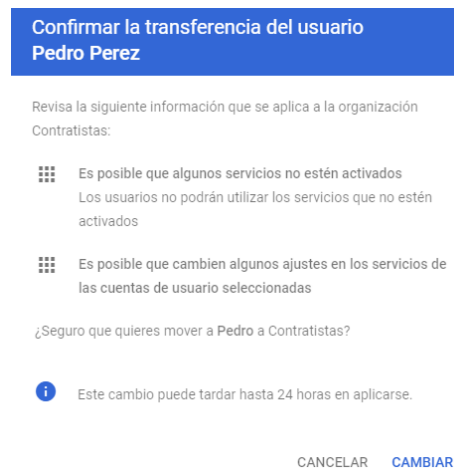 Confirmar la transferencia del usuario
Pedro Perez
Revisa la siguiente información que se aplica a la organización
Contratistas:
Es posible que algunos servicios no estén activados
Los usuarios no podrán utilizar los servicios que no estén
activados
Es posible que cambien algunos ajustes en los servicios de
las cuentas de usuario seleccionadas
¿Seguro que quieres mover a Pedro a Contratistas?
Este cambio puede tardar hasta 24 horas en aplicarse.
CANCELAR CAMBIAR